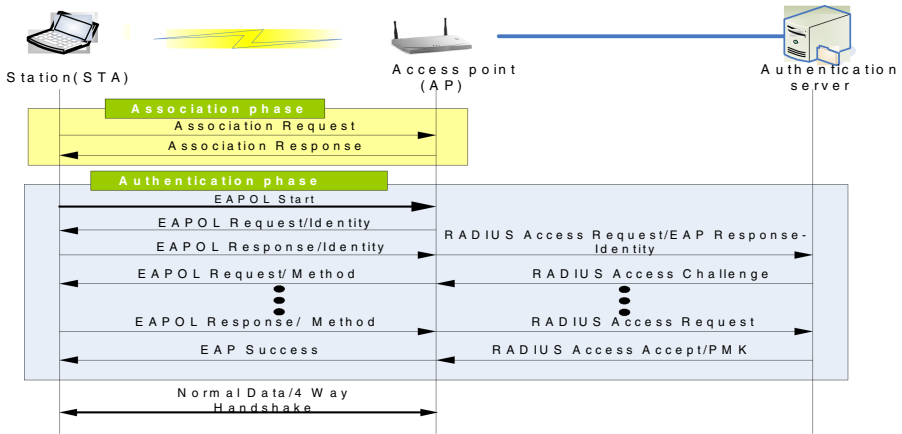 Station(STA)
Access point
(AP)
Authentication
server
Association phase
Association Request
Association Response
Authentication phase
EAPOL Start
EAPOL Request/Identity
EAPOL Response/Identity
RADIUS Access Request/EAP Response-
Identity
EAPOL Request/ Method
RADIUS Access Challenge
EAPOL Response/ Method
RADIUS Access Request
EAP Success
RADIUS Access Accept/PMK
Normal Data/4 Way
Handshake